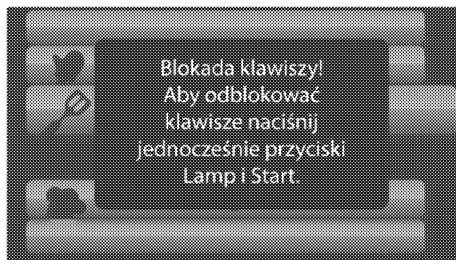 Blokada klawiszy!
Aby odblokować
klawisze naciśnij
jednocześnie przyciski
Lamp i Start.